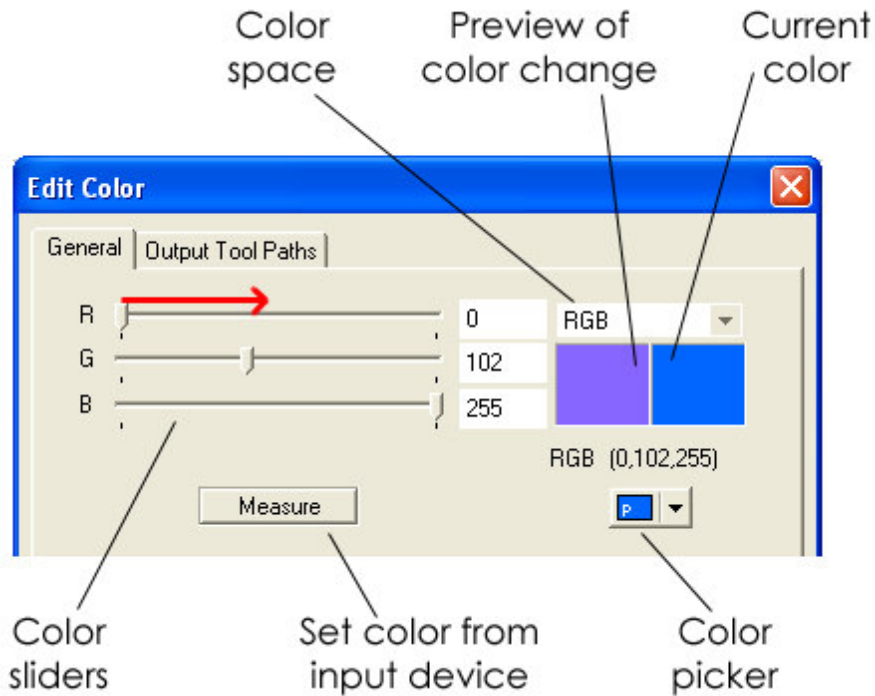 Color
space
Preview of
color change
Current
color
Edit Color
General
Output Tool Paths
R
0
RGB
G
102
B
255
RGB (0,102,255)
Measure
P
Color
sliders
Set color from
input device
Color
picker